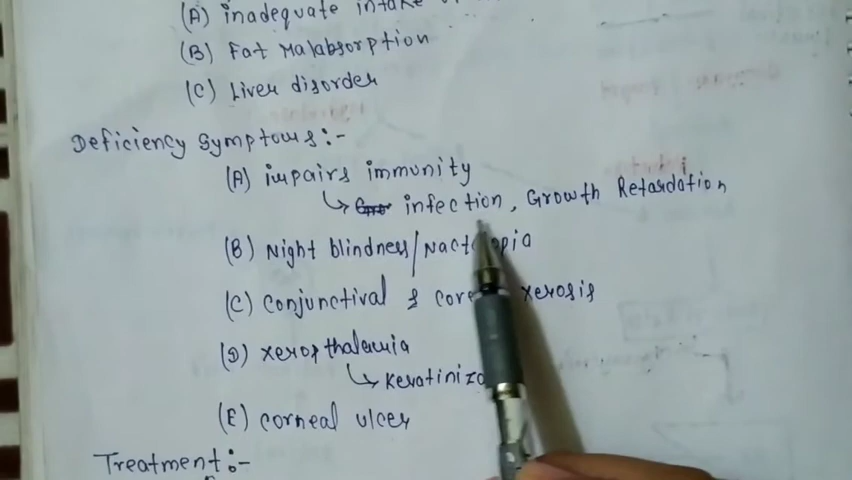 (A) inadequate intake
(B) Fat Malabsorption
(C) Liver disorder
Deficiency Symptoms:-
(A) impairs immunity
↳ infection, Growth Retardation
(B) Night blindness/
(C) Conjunctival & xerosis
(D) xeropthalamia
↳
(E) corneal ulcer
Treatment:-